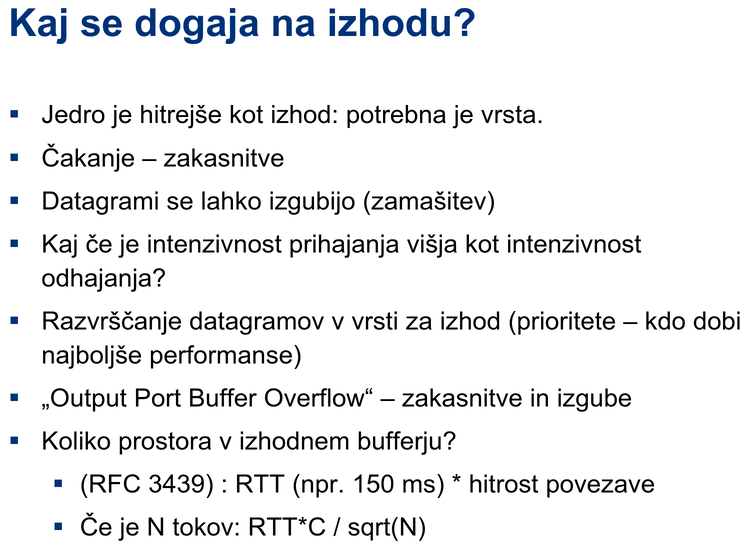 Kaj se dogaja na izhodu?
Jedro je hitrejše kot izhod: potrebna je vrsta.
Čakanje – zakasnitve
Datagrami se lahko izgubijo (zamašitev)
Kaj če je intenzivnost prihajanja višja kot intenzivnost
odhajanja?
Razvrščanje datagramov v vrsti za izhod (prioritete – kdo dobi
najboljše performanse)
„Output Port Buffer Overflow“ – zakasnitve in izgube
Koliko prostora v izhodnem bufferju?
(RFC 3439) : RTT (npr. 150 ms) * hitrost povezave
Če je N tokov: RTT*C / sqrt(N)